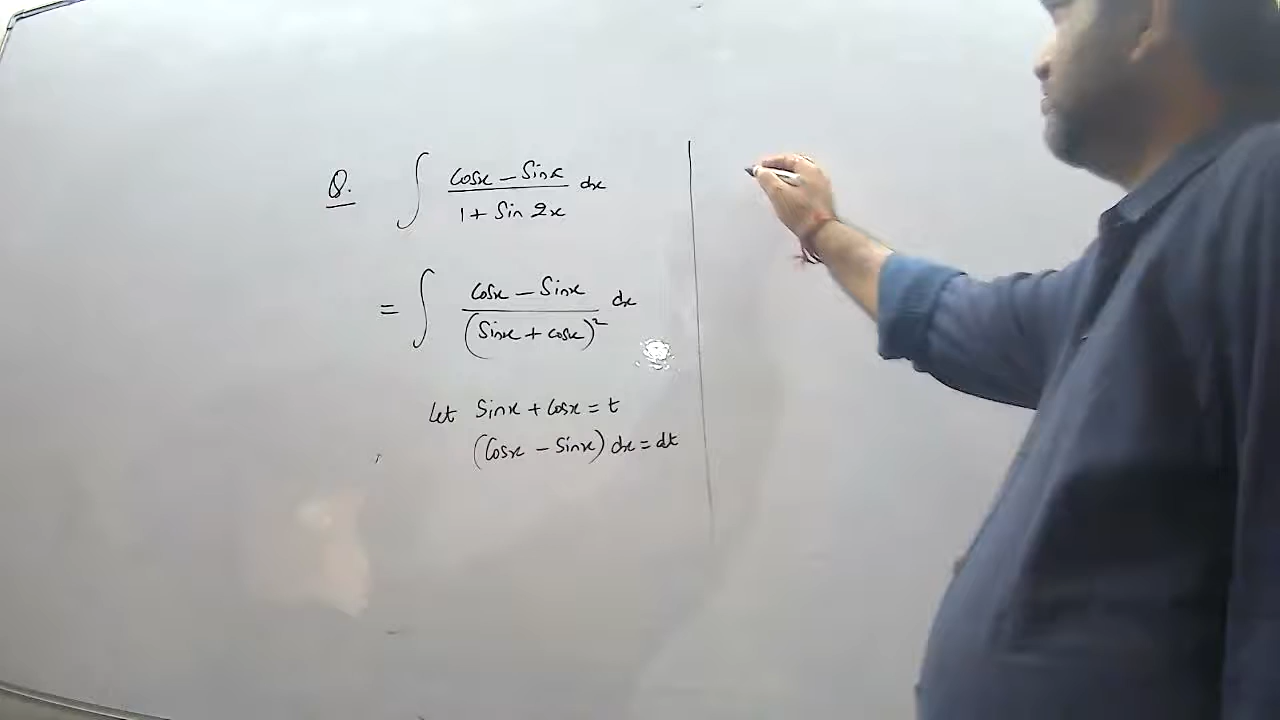 Q. ∫ (cosx − sinx)/(1 + sin 2x) dx
= ∫ (cosx − sinx)/(sinx + cosx)² dx
Let sinx + cosx = t
(cosx − sinx) dx = dt